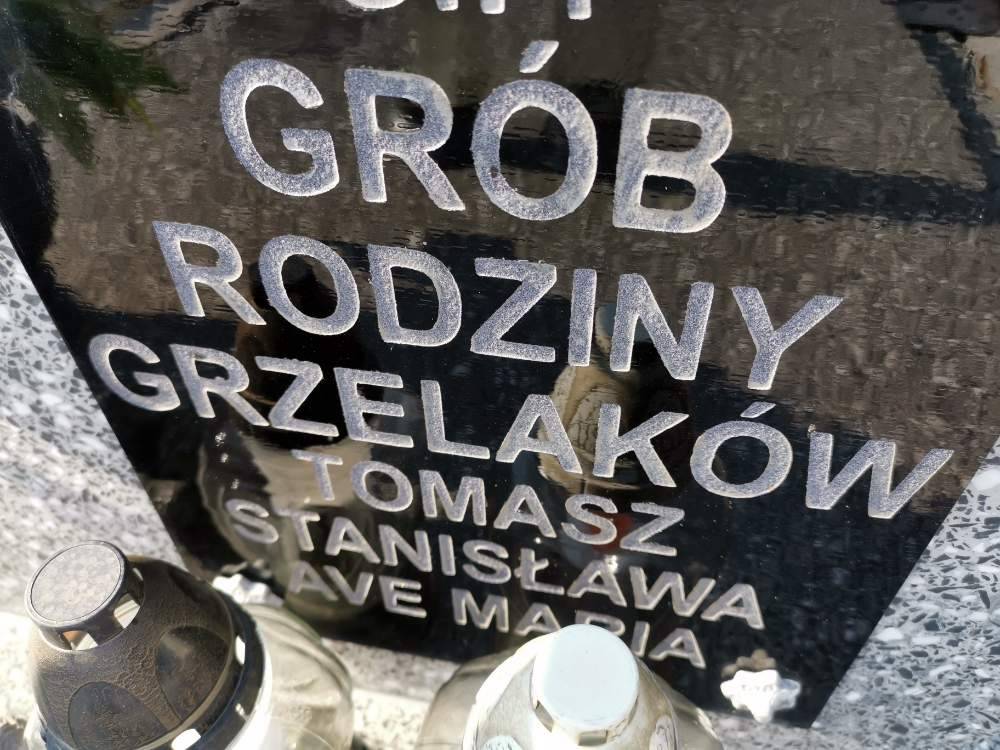 GRÓB
RODZINY
GRZELAKÓW
TOMASZ
STANISŁAWA
AVE MARIA